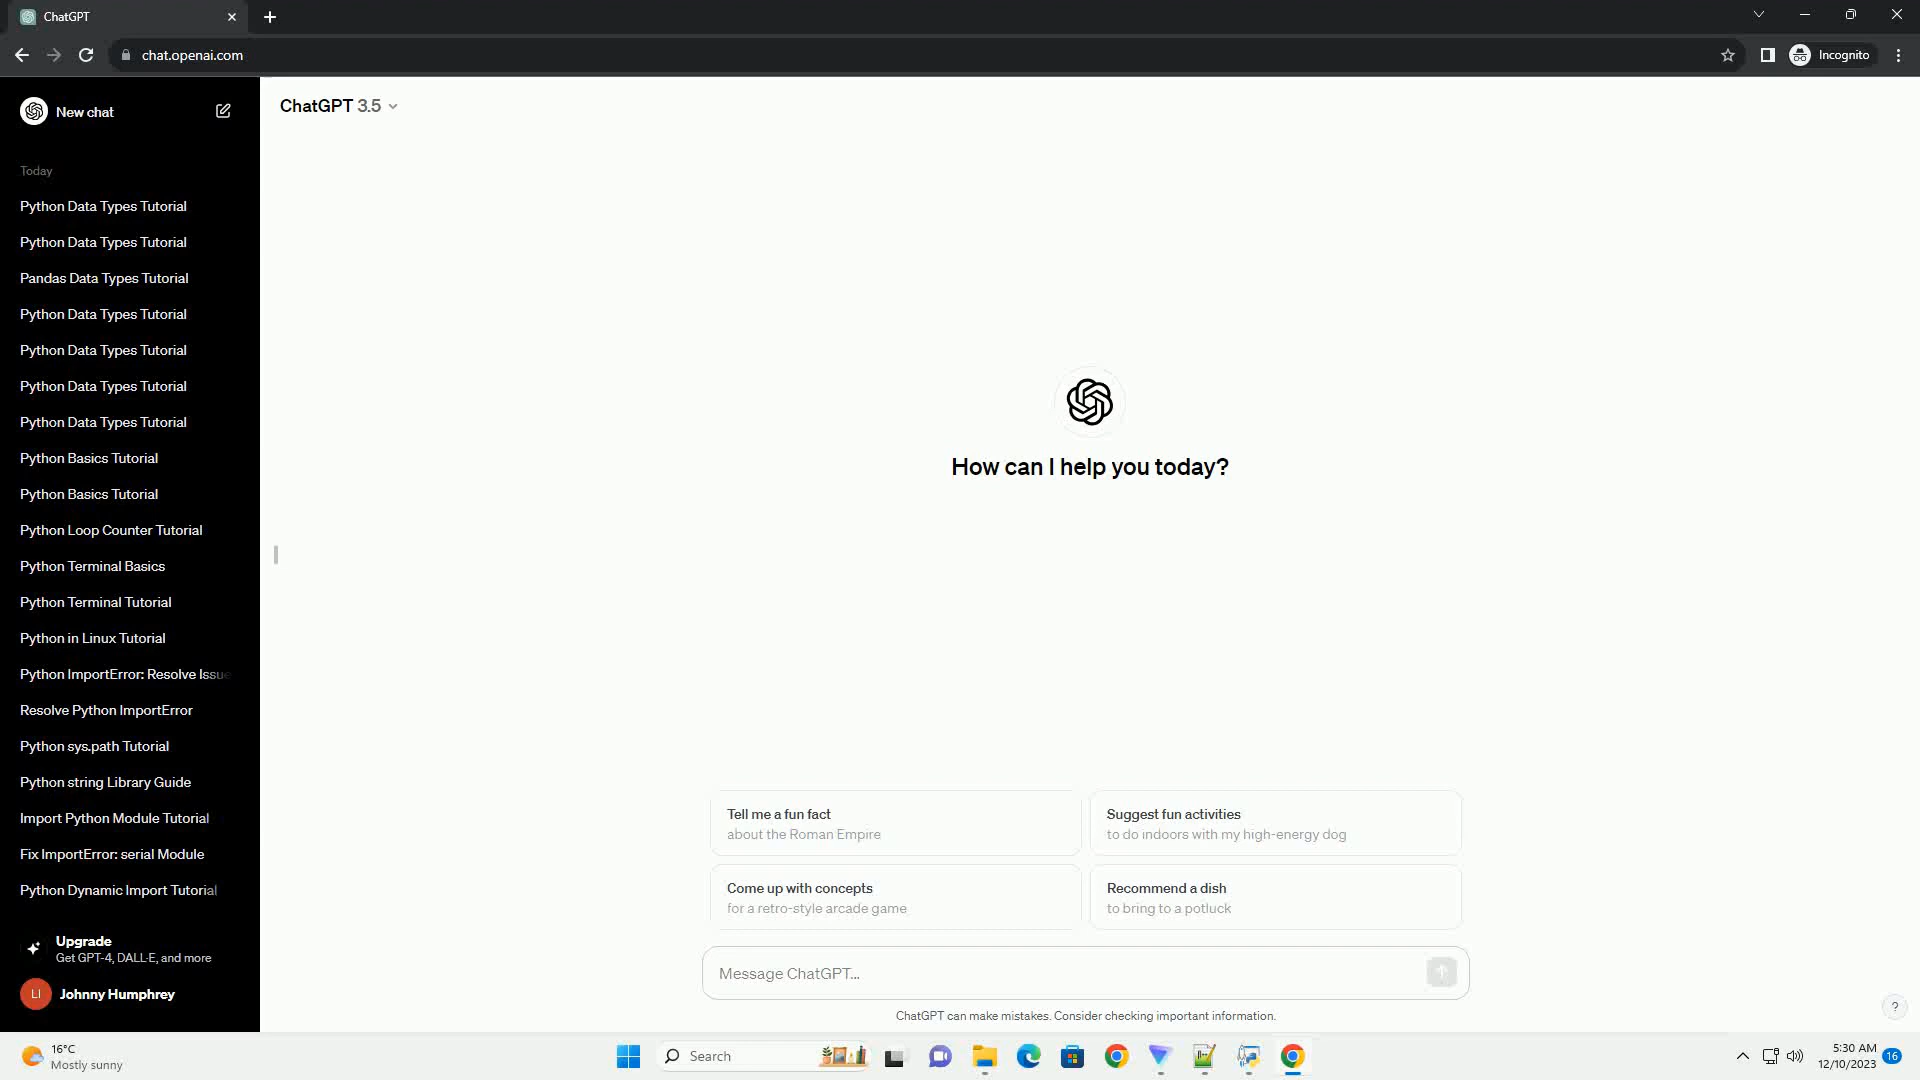 ChatGPT
chat.openai.com
Incognito
New chat
ChatGPT 3.5
Today
Python Data Types Tutorial
Python Data Types Tutorial
Pandas Data Types Tutorial
Python Data Types Tutorial
Python Data Types Tutorial
Python Data Types Tutorial
Python Data Types Tutorial
Python Basics Tutorial
Python Basics Tutorial
Python Loop Counter Tutorial
Python Terminal Basics
Python Terminal Tutorial
Python in Linux Tutorial
Python ImportError: Resolve Issue
Resolve Python ImportError
Python sys.path Tutorial
Python string Library Guide
Import Python Module Tutorial
Fix ImportError: serial Module
Python Dynamic Import Tutorial
Upgrade
Get GPT-4, DALL·E, and more
LI
Johnny Humphrey
How can I help you today?
Tell me a fun fact
about the Roman Empire
Suggest fun activities
to do indoors with my high-energy dog
Come up with concepts
for a retro-style arcade game
Recommend a dish
to bring to a potluck
Message ChatGPT...
ChatGPT can make mistakes. Consider checking important information.
?
16°C
Mostly sunny
Search
5:30 AM
12/10/2023
16